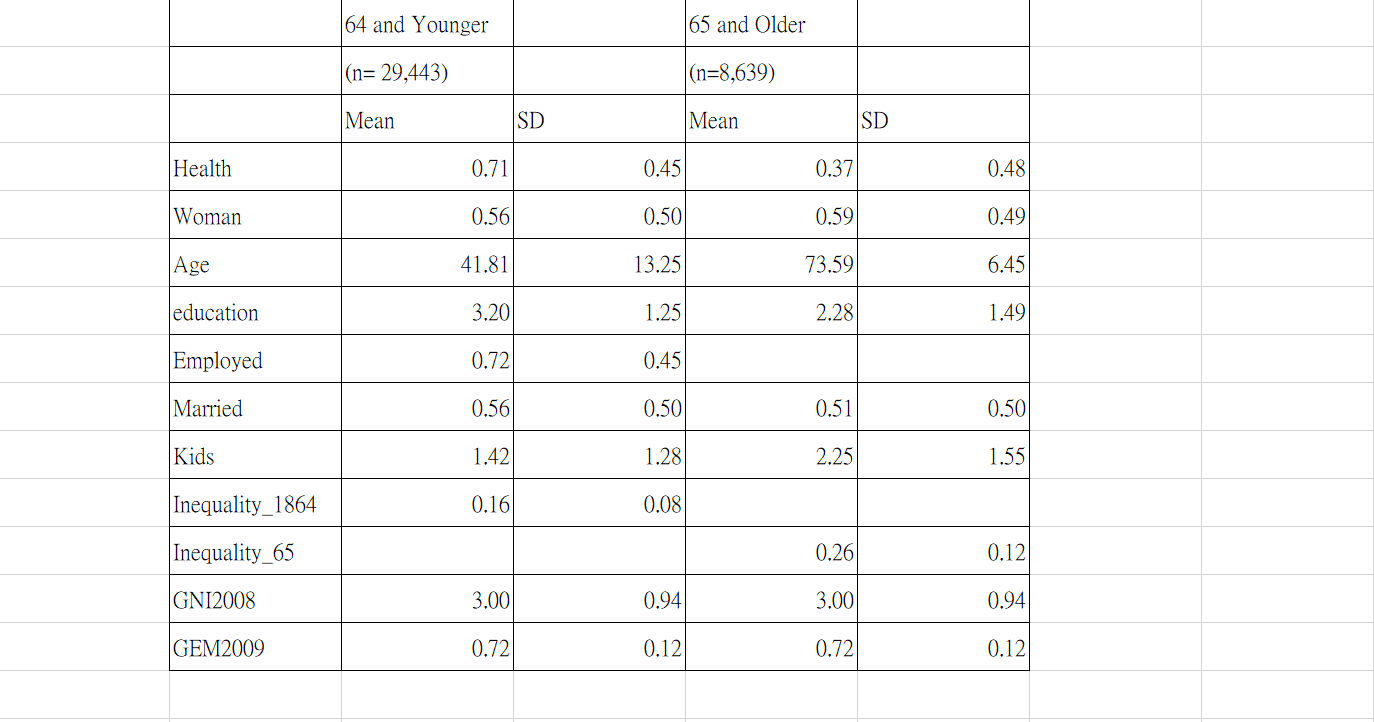 64 and Younger 65 and Older
(n= 29,443) (n=8,639)
Mean SD Mean SD
Health 0.71 0.45 0.37 0.48
Woman 0.56 0.50 0.59 0.49
Age 41.81 13.25 73.59 6.45
education 3.20 1.25 2.28 1.49
Employed 0.72 0.45
Married 0.56 0.50 0.51 0.50
Kids 1.42 1.28 2.25 1.55
Inequality_1864 0.16 0.08
Inequality_65 0.26 0.12
GNI2008 3.00 0.94 3.00 0.94
GEM2009 0.72 0.12 0.72 0.12